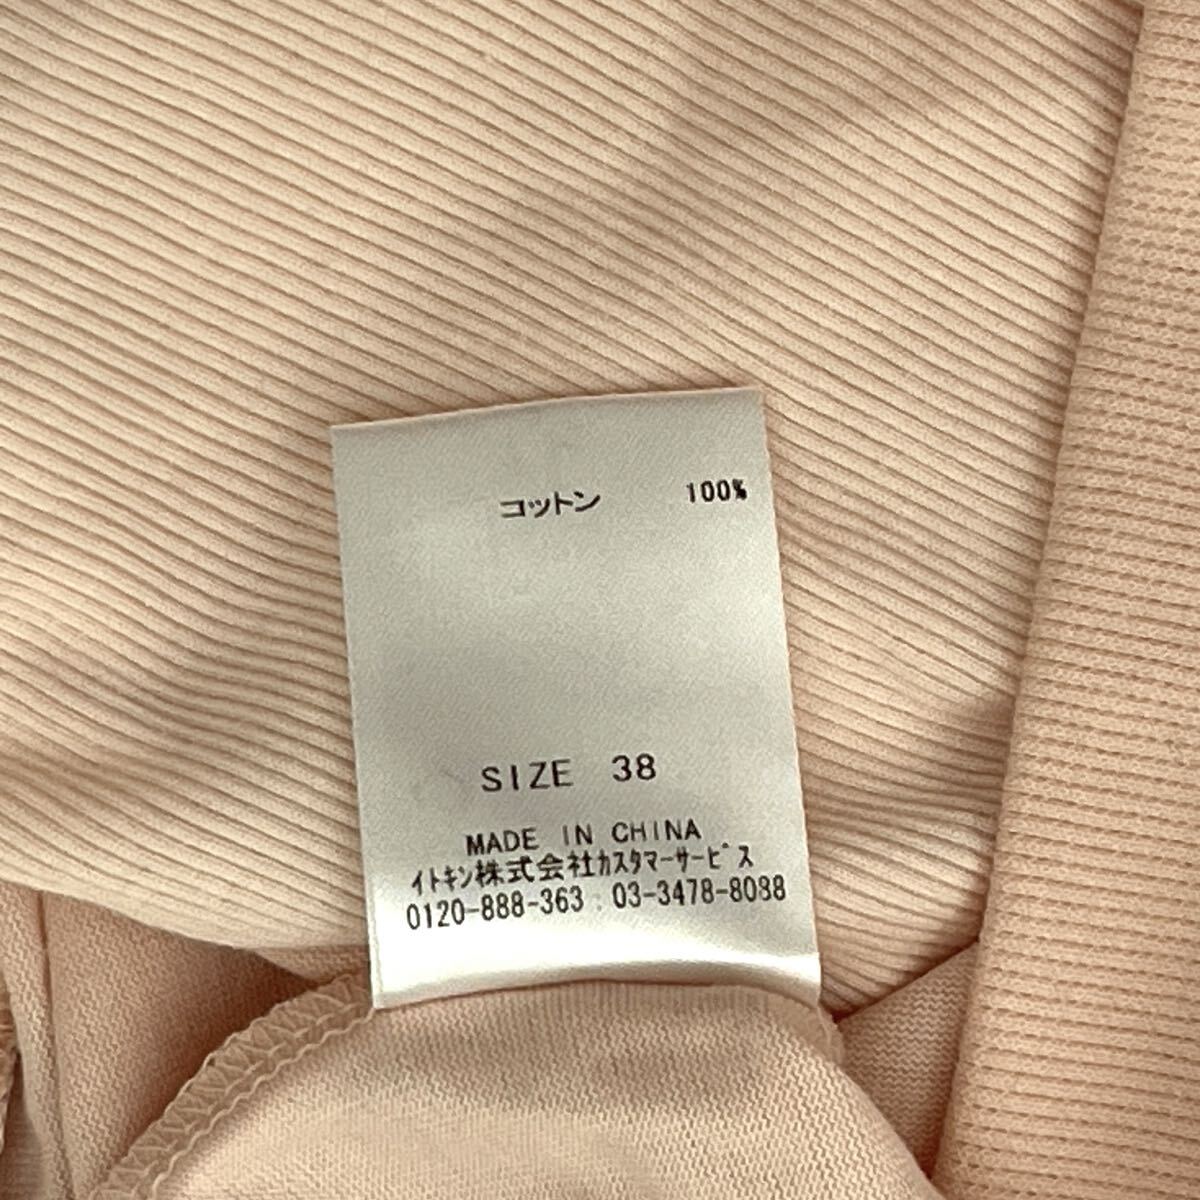 コットン 100%
SIZE 38
MADE IN CHINA
イトキン株式会社カスタマーサービス
0120-888-363 : 03-3478-8088